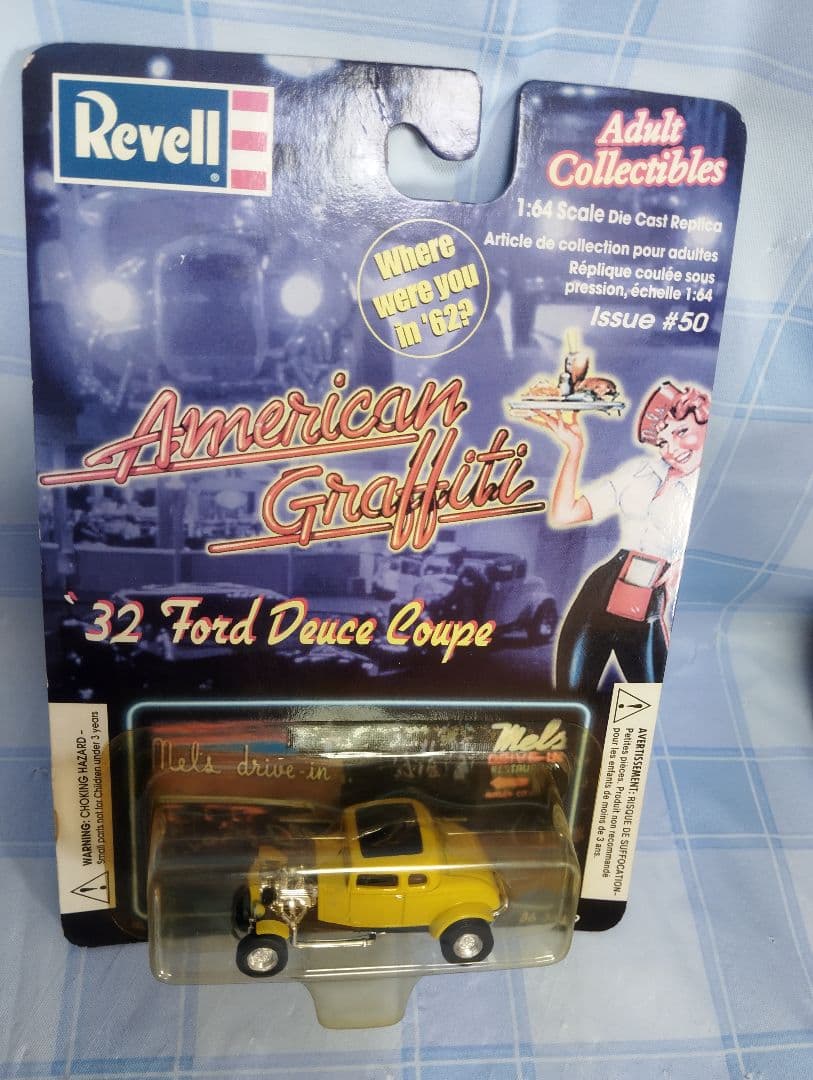 Revell
Adult
Collectibles
1:64 Scale Die Cast Replica
Article de collection pour adultes
Réplique coulée sous
pression, échelle 1:64
Issue #50
Where
were you
in '62?
American
Graffiti
'32 Ford Deuce Coupe
Mel's drive-in
Mels
WARNING: CHOKING HAZARD -
Small parts not for Children under 3 years
AVERTISSEMENT: RISQUE DE SUFFOCATION-
Petites pièces. Produit non recommandé
pour les enfants de moins de 3 ans.